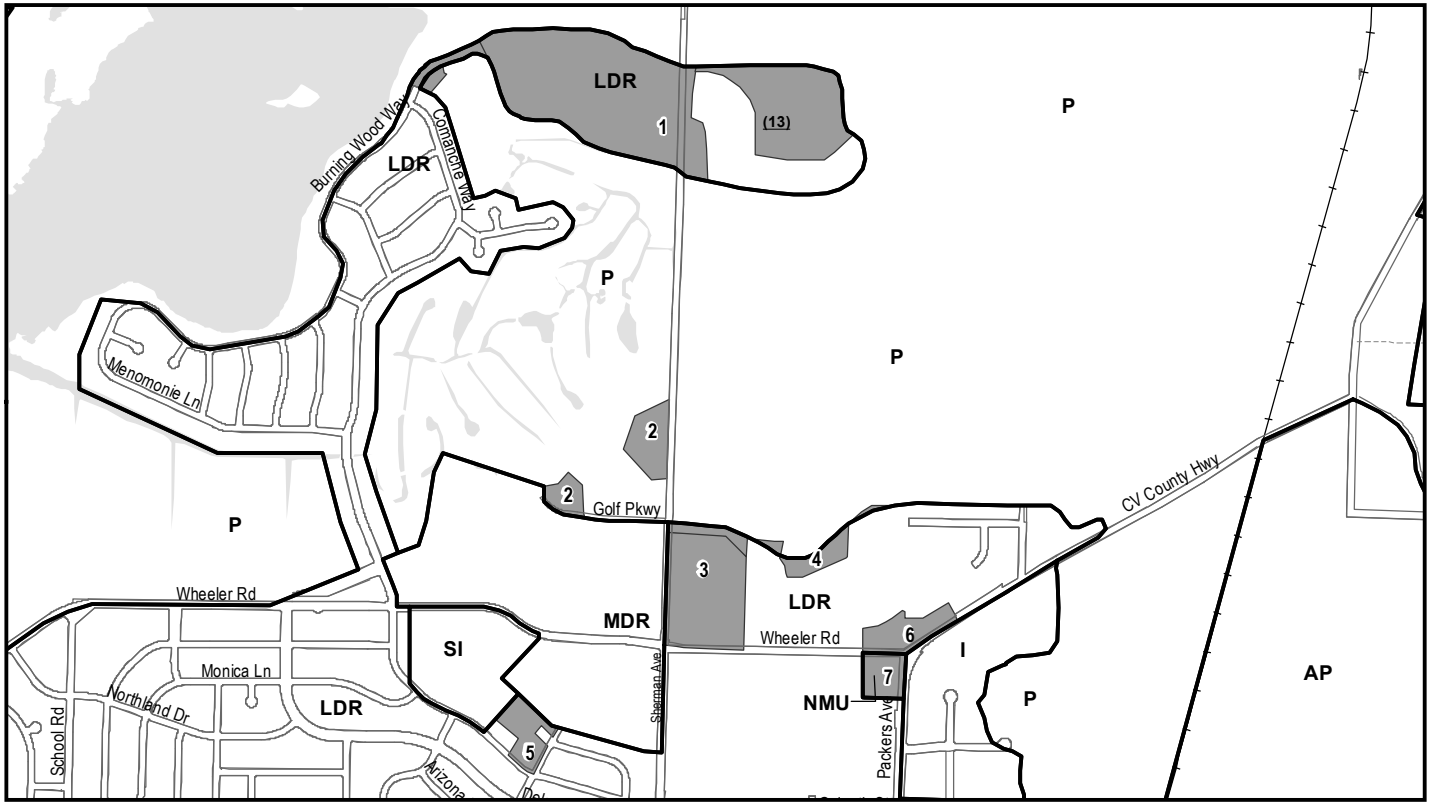 LDR
1
(13)
P
Burning Wood Way
Comanche Way
LDR
P
P
Menomonie Ln
2
2
Golf Pkwy
CV County Hwy
P
3
4
LDR
Wheeler Rd
MDR
Wheeler Rd
6
SI
I
Monica Ln
7
NMU
P
AP
Northland Dr
LDR
School Rd
Sherman Ave
Packers Ave
5
Arizona